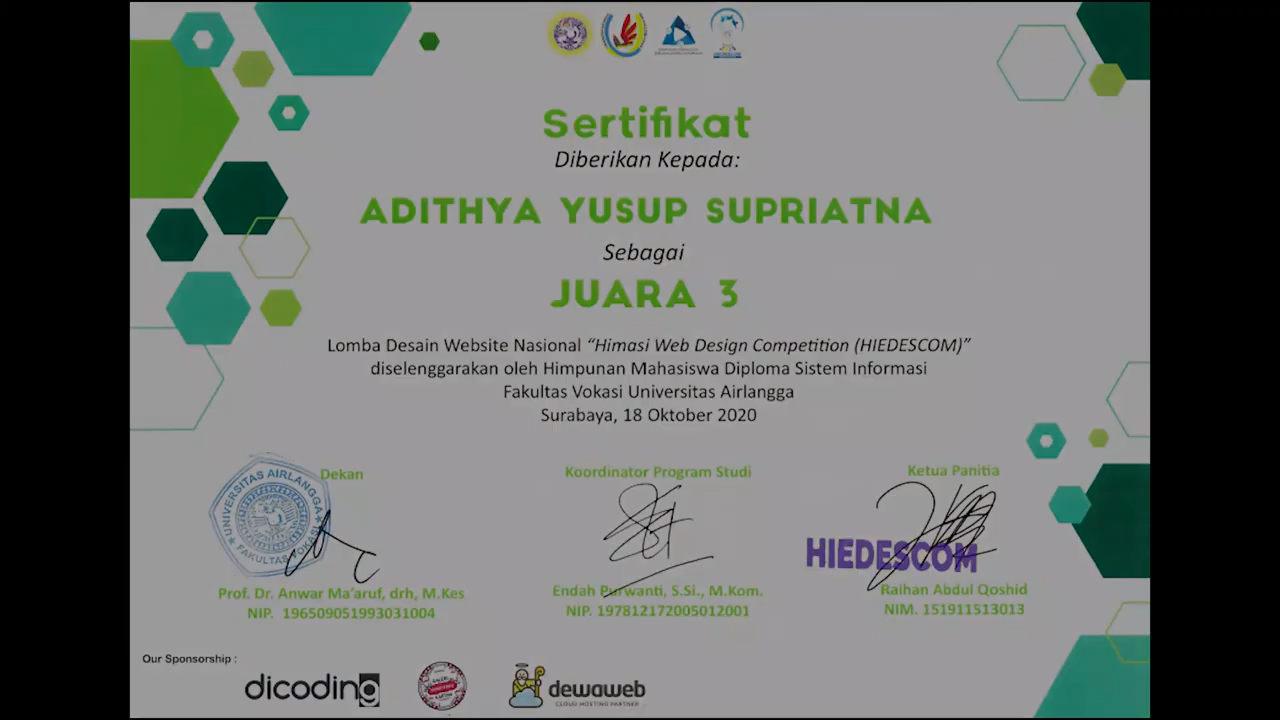 Sertifikat
Diberikan Kepada:
ADITHYA YUSUP SUPRIATNA
Sebagai
JUARA 3
Lomba Desain Website Nasional “Himasi Web Design Competition (HIEDESCOM)”
diselenggarakan oleh Himpunan Mahasiswa Diploma Sistem Informasi
Fakultas Vokasi Universitas Airlangga
Surabaya, 18 Oktober 2020
Dekan
Koordinator Program Studi
Ketua Panitia
UNIVERSITAS AIRLANGGA
FAKULTAS VOKASI
HIEDESCOM
Prof. Dr. Anwar Ma’aruf, drh, M.Kes
NIP. 196509051993031004
Endah Purwanti, S.Si., M.Kom.
NIP. 197812172005012001
Raihan Abdul Qoshid
NIM. 151911513013
Our Sponsorship :
dicoding
dewaweb
CLOUD HOSTING PARTNER